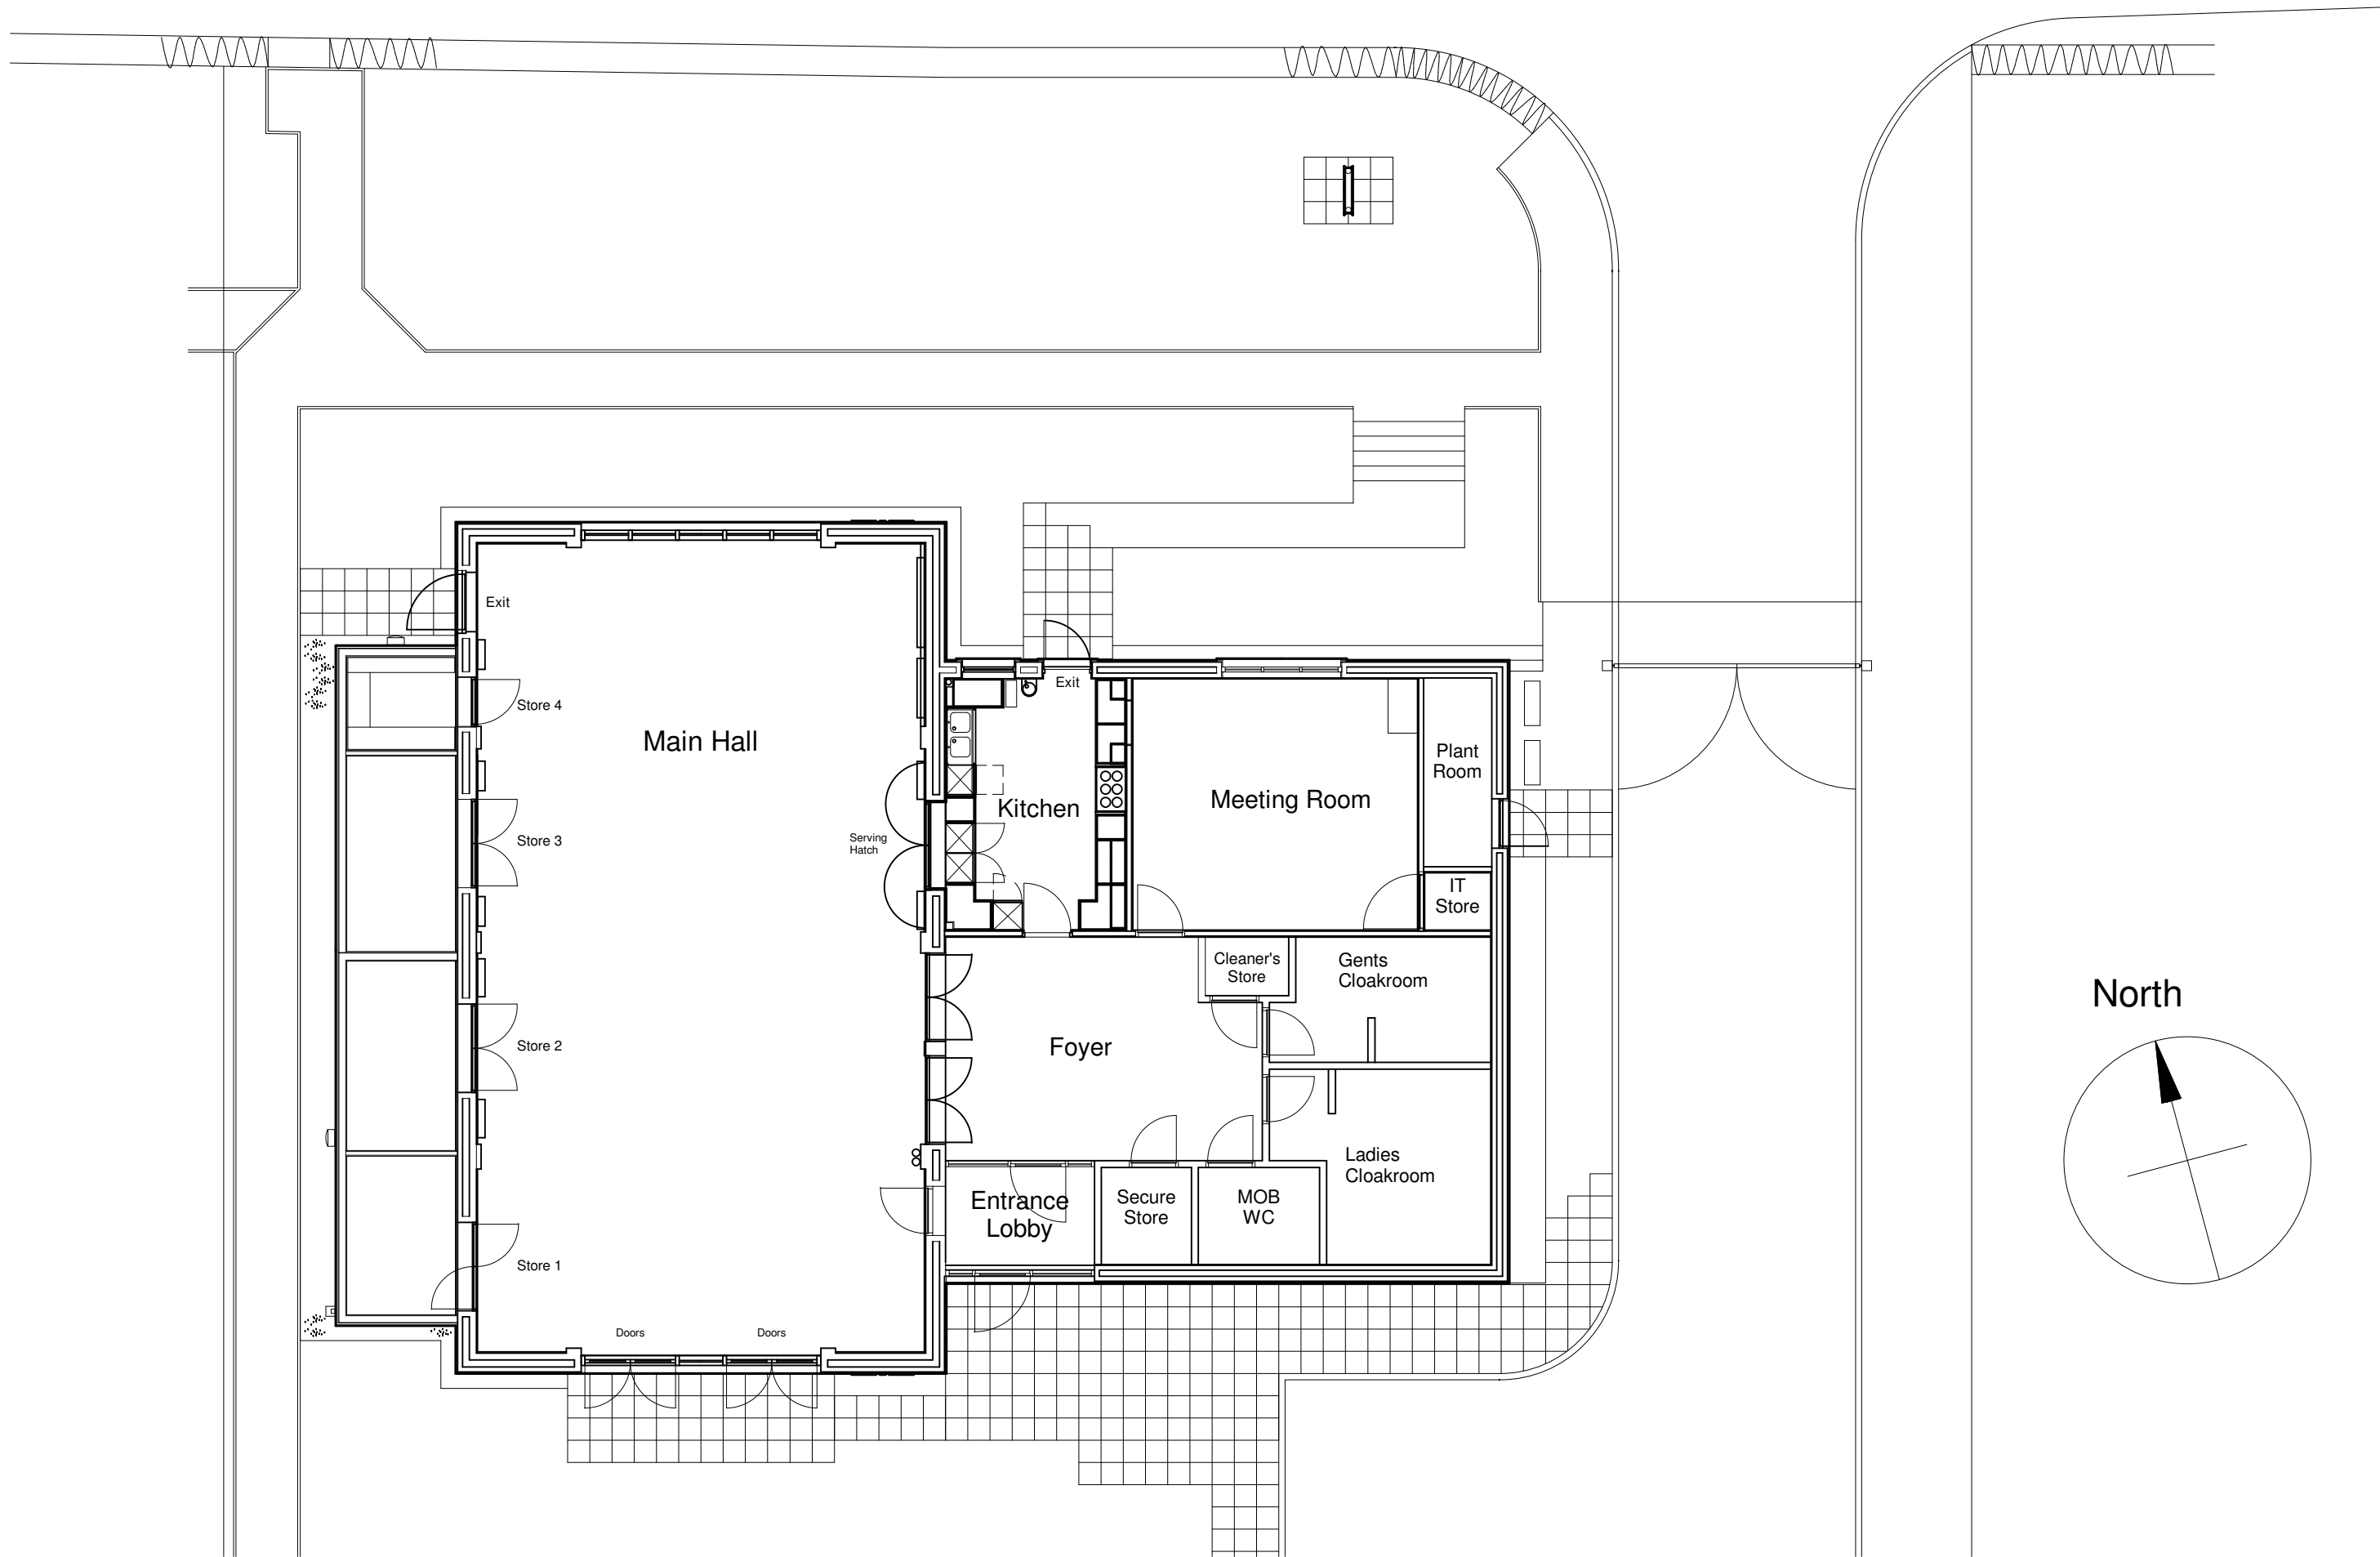 Exit
Store 4
Main Hall
Exit
Plant
Room
Kitchen
Meeting Room
Store 3
Serving
Hatch
IT
Store
Cleaner's
Store
Gents
Cloakroom
North
Store 2
Foyer
Ladies
Cloakroom
Entrance
Lobby
Secure
Store
MOB
WC
Store 1
Doors
Doors